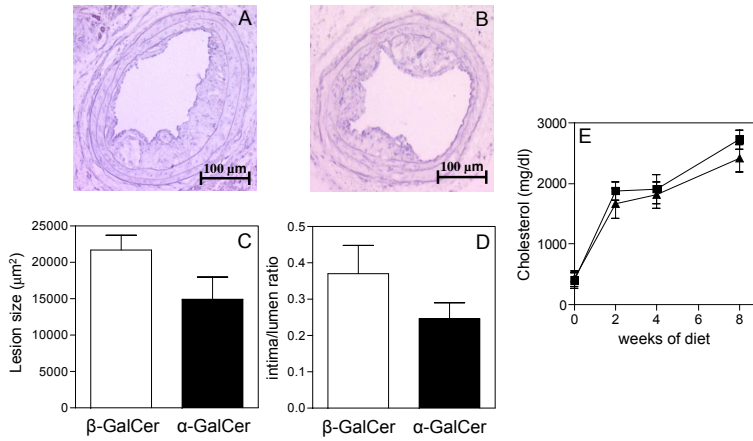 A
100 µm
B
100 µm
C
Lesion size (µm²)
25000
20000
15000
10000
5000
0
β-GalCer
α-GalCer
D
intima/lumen ratio
0.5
0.4
0.3
0.2
0.1
0.0
β-GalCer
α-GalCer
E
Cholesterol (mg/dl)
3000
2000
1000
0
0
2
4
6
8
weeks of diet